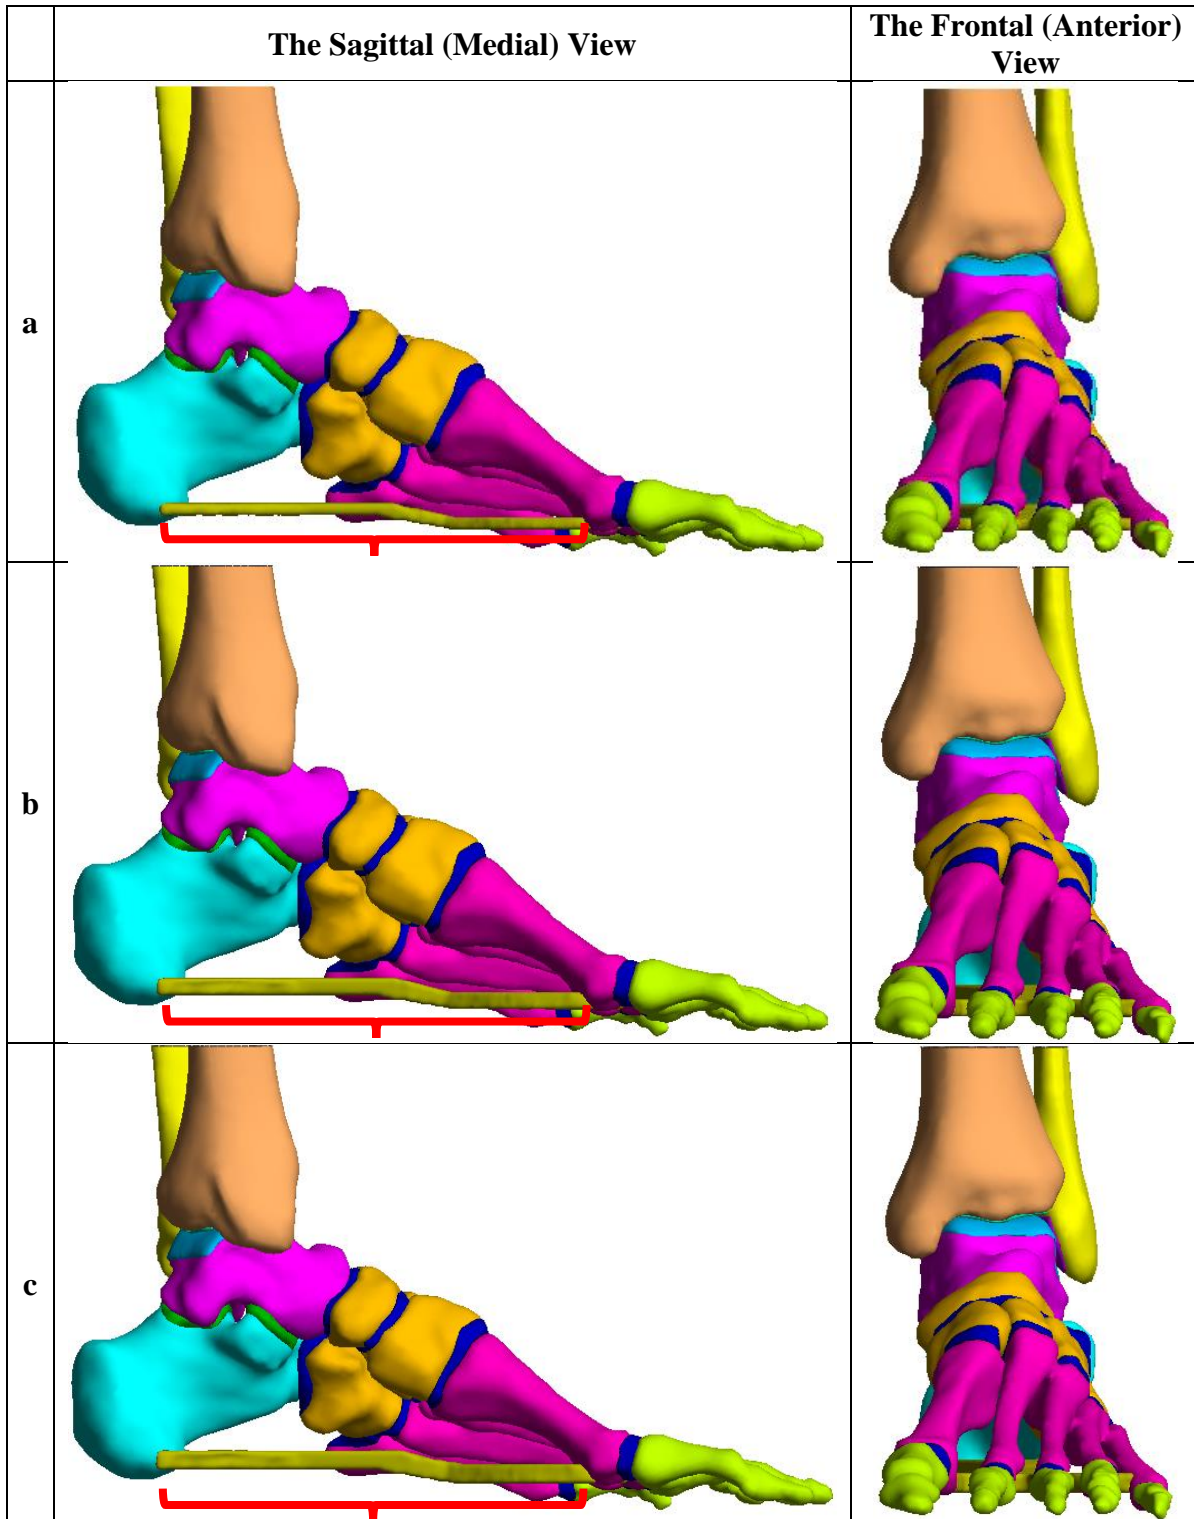 The Sagittal (Medial) View
The Frontal (Anterior)
View
a
b
c